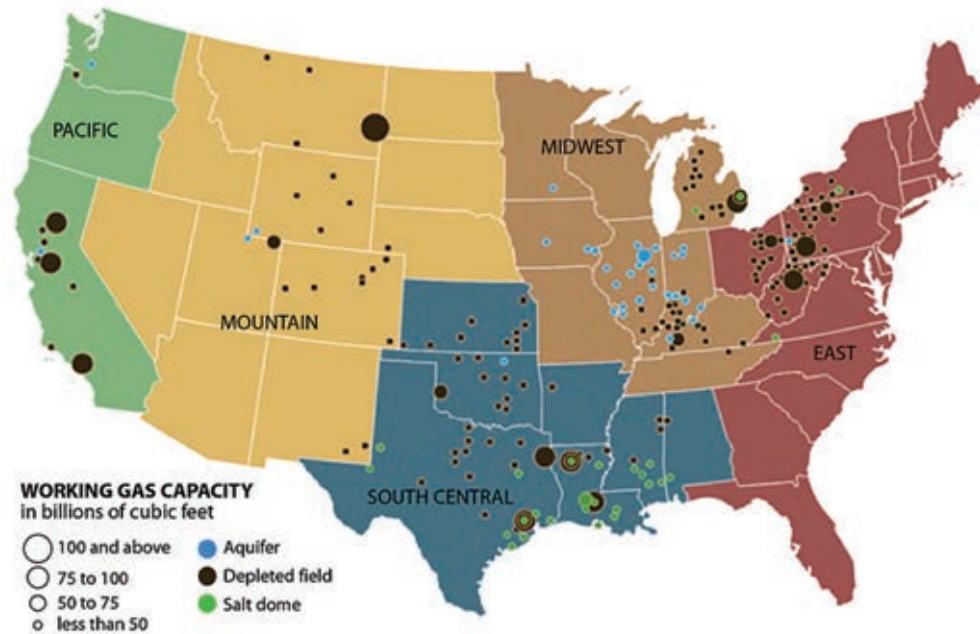 PACIFIC
MIDWEST
MOUNTAIN
EAST
SOUTH CENTRAL
WORKING GAS CAPACITY
in billions of cubic feet
100 and above
75 to 100
50 to 75
less than 50
Aquifer
Depleted field
Salt dome